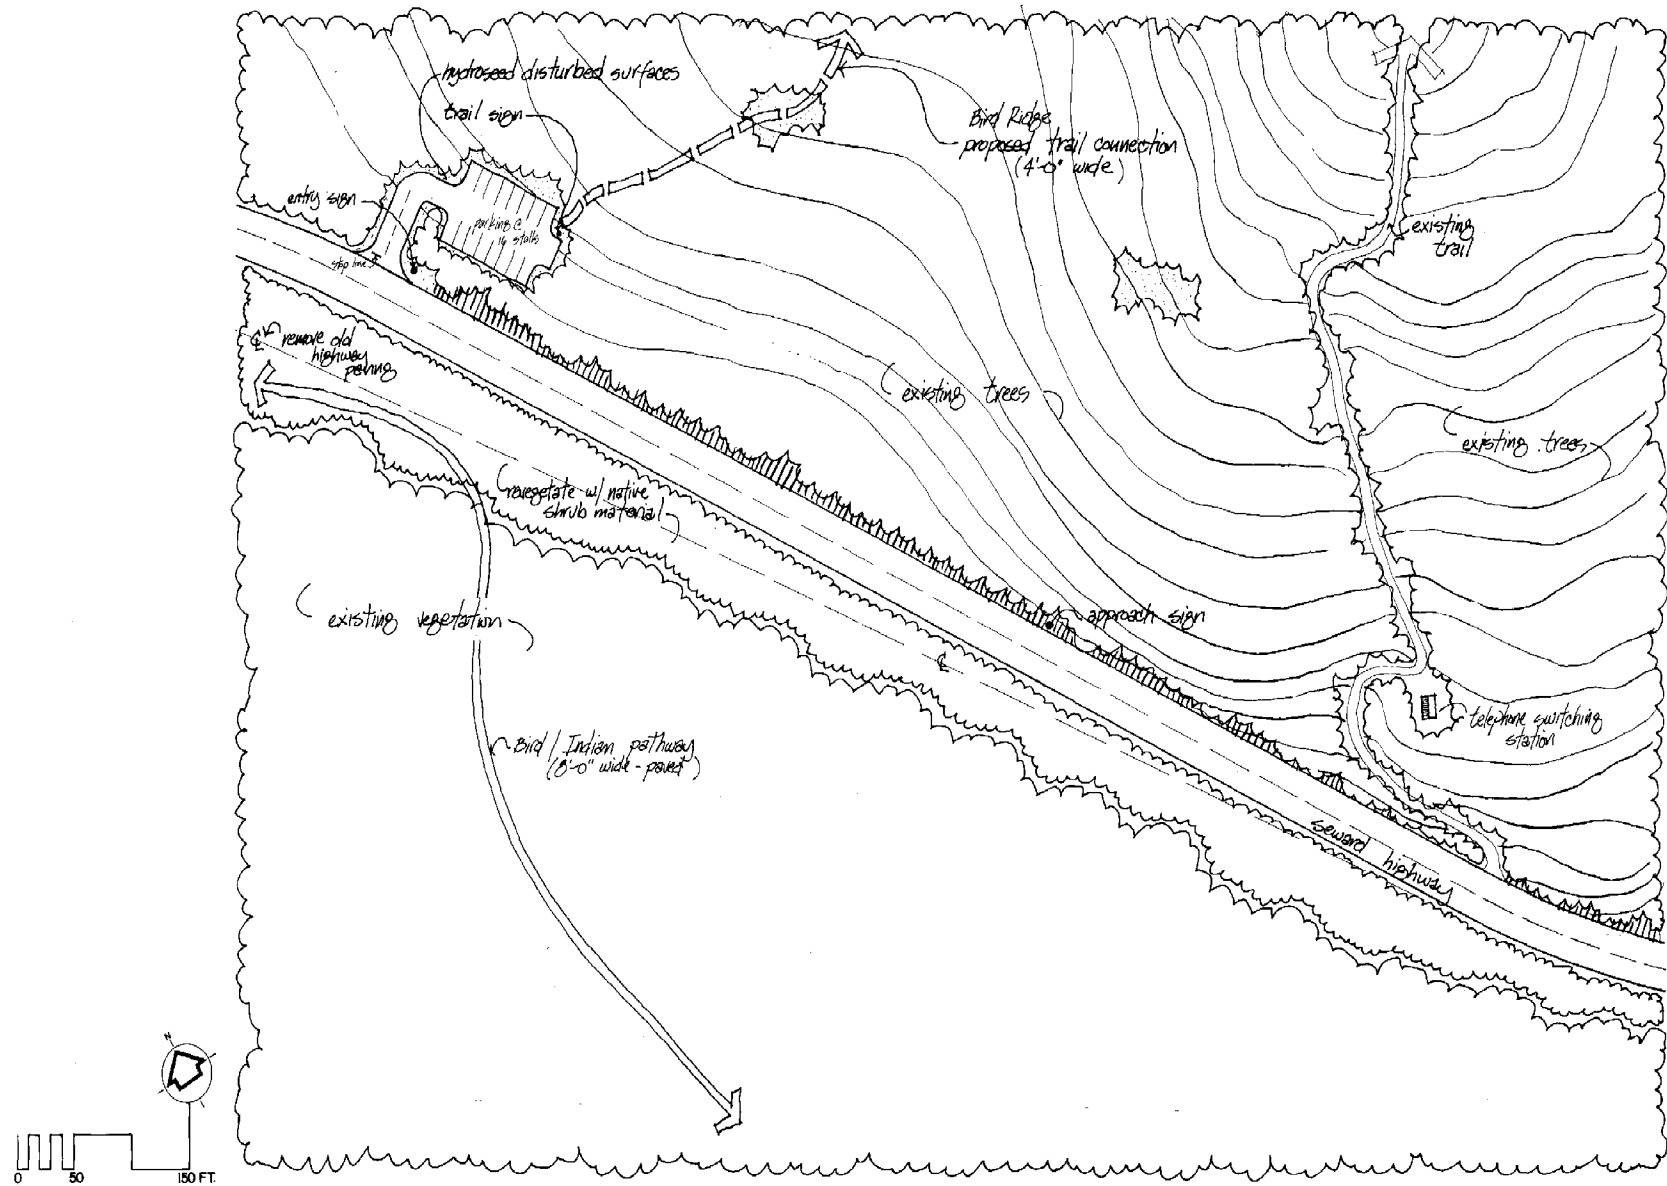 hydroseed disturbed surfaces
trail sign
Bird Ridge
proposed trail connection
(4'-0" wide)
entry sign
parking @
16 stalls
stop line
existing
trail
℄
remove old
highway
paving
existing trees
existing trees
revegetate w/ native
shrub material
existing vegetation
approach sign
℄
telephone switching
station
Bird / Indian pathway
(8'-0" wide - paved)
seward highway
N
0 50 150 FT.